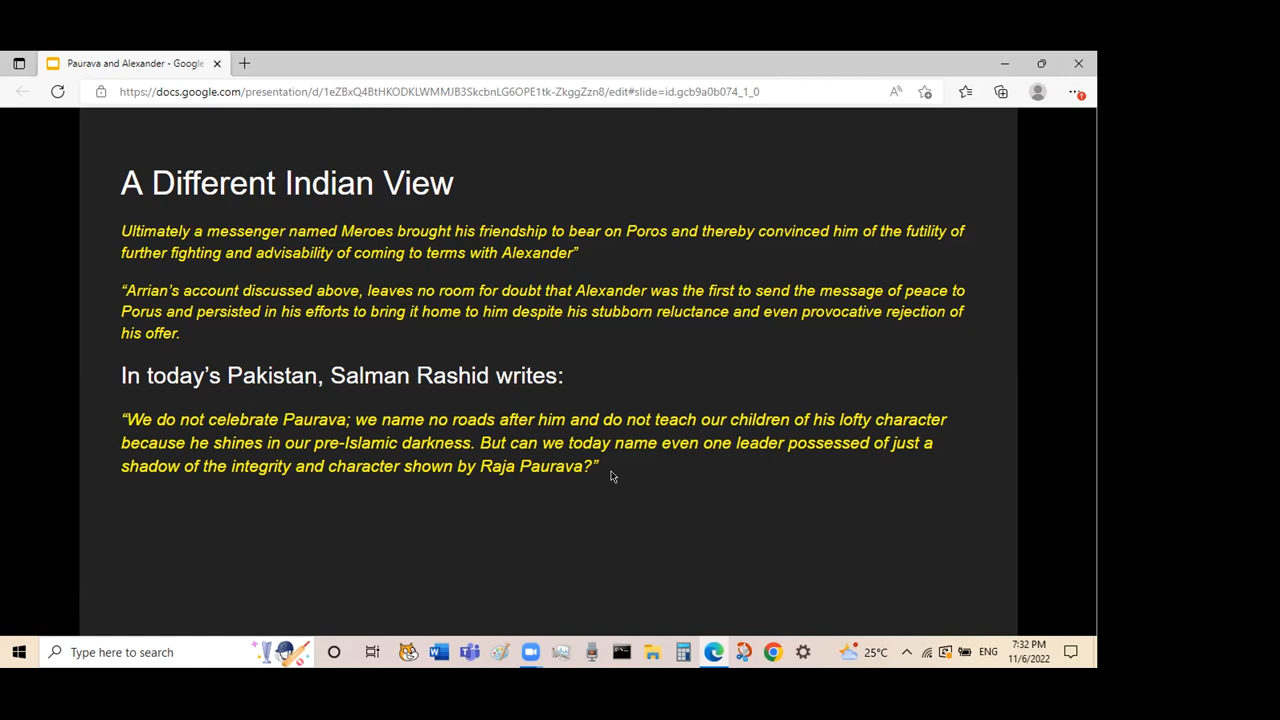 Paurava and Alexander - Google
https://docs.google.com/presentation/d/1eZBxQ4BtHKODKLWMMJB3SkcbnLG6OPE1tk-ZkggZzn8/edit#slide=id.gcb9a0b074_1_0
A Different Indian View
Ultimately a messenger named Meroes brought his friendship to bear on Poros and thereby convinced him of the futility of
further fighting and advisability of coming to terms with Alexander”
“Arrian’s account discussed above, leaves no room for doubt that Alexander was the first to send the message of peace to
Porus and persisted in his efforts to bring it home to him despite his stubborn reluctance and even provocative rejection of
his offer.
In today’s Pakistan, Salman Rashid writes:
“We do not celebrate Paurava; we name no roads after him and do not teach our children of his lofty character
because he shines in our pre-Islamic darkness. But can we today name even one leader possessed of just a
shadow of the integrity and character shown by Raja Paurava?”
Type here to search
25°C
ENG
7:32 PM
11/6/2022